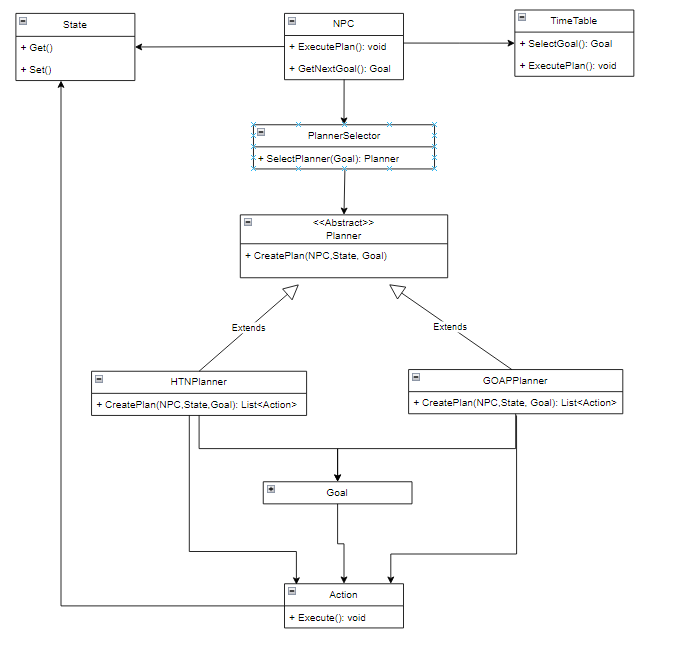 State
+ Get()
+ Set()
NPC
+ ExecutePlan(): void
+ GetNextGoal(): Goal
TimeTable
+ SelectGoal(): Goal
+ ExecutePlan(): void
PlannerSelector
+ SelectPlanner(Goal): Planner
<<Abstract>>
Planner
+ CreatePlan(NPC,State, Goal)
Extends
Extends
HTNPlanner
+ CreatePlan(NPC,State,Goal): List<Action>
GOAPPlanner
+ CreatePlan(NPC,State, Goal): List<Action>
Goal
Action
+ Execute(): void